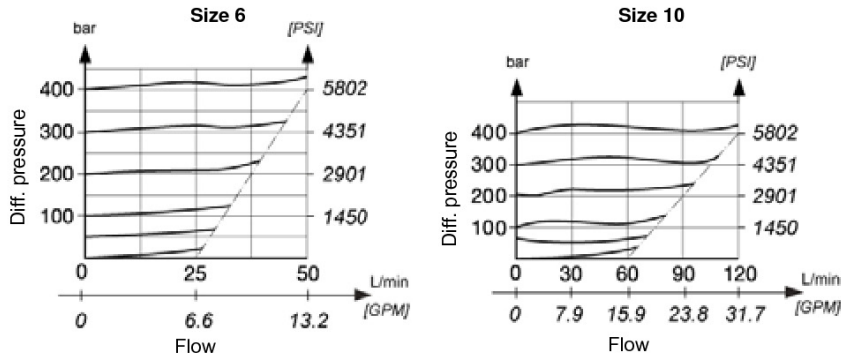 Size 6
bar
[PSI]
400
5802
300
4351
200
2901
100
1450
Diff. pressure
0
25
50
L/min
0
6.6
13.2
[GPM]
Flow
Size 10
bar
[PSI]
400
5802
300
4351
200
2901
100
1450
Diff. pressure
0
30
60
90
120
L/min
0
7.9
15.9
23.8
31.7
[GPM]
Flow